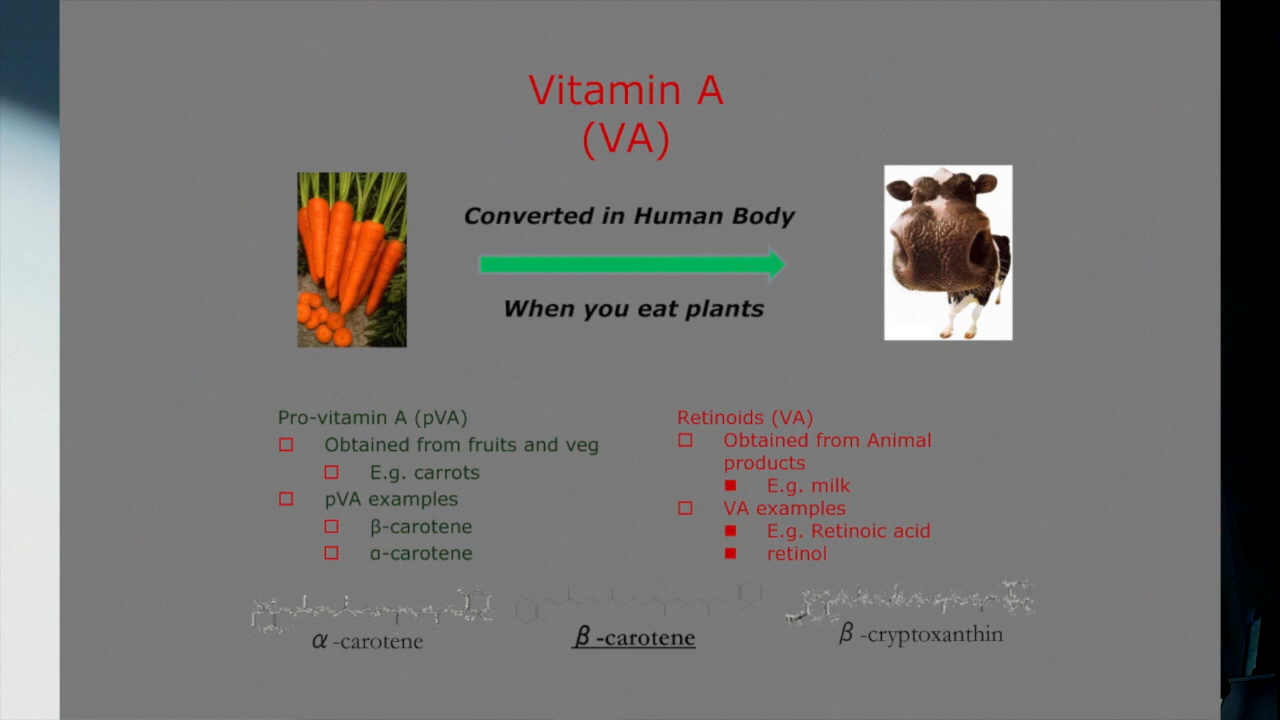 Vitamin A
(VA)
Converted in Human Body
When you eat plants
Pro-vitamin A (pVA)
Obtained from fruits and veg
E.g. carrots
pVA examples
β-carotene
α-carotene
Retinoids (VA)
Obtained from Animal
products
E.g. milk
VA examples
E.g. Retinoic acid
retinol
α -carotene
β -carotene
β -cryptoxanthin